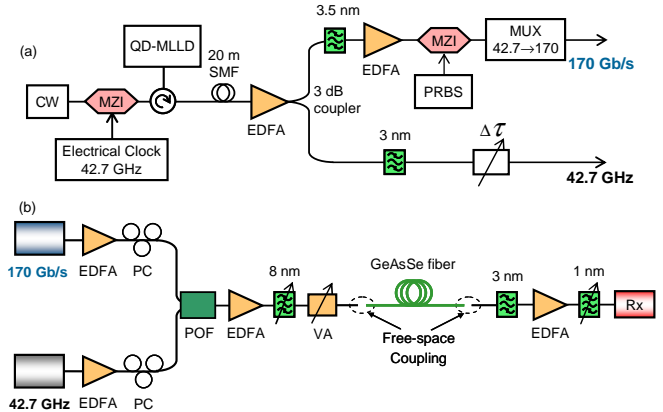 (a)
QD-MLLD
20 m
SMF
3.5 nm
EDFA
MZI
MUX
42.7→170
170 Gb/s
PRBS
CW
MZI
EDFA
3 dB
coupler
Electrical Clock
42.7 GHz
3 nm
Δτ
42.7 GHz
(b)
170 Gb/s
EDFA
PC
POF
EDFA
8 nm
VA
GeAsSe fiber
Free-space
Coupling
3 nm
EDFA
1 nm
Rx
42.7 GHz
EDFA
PC